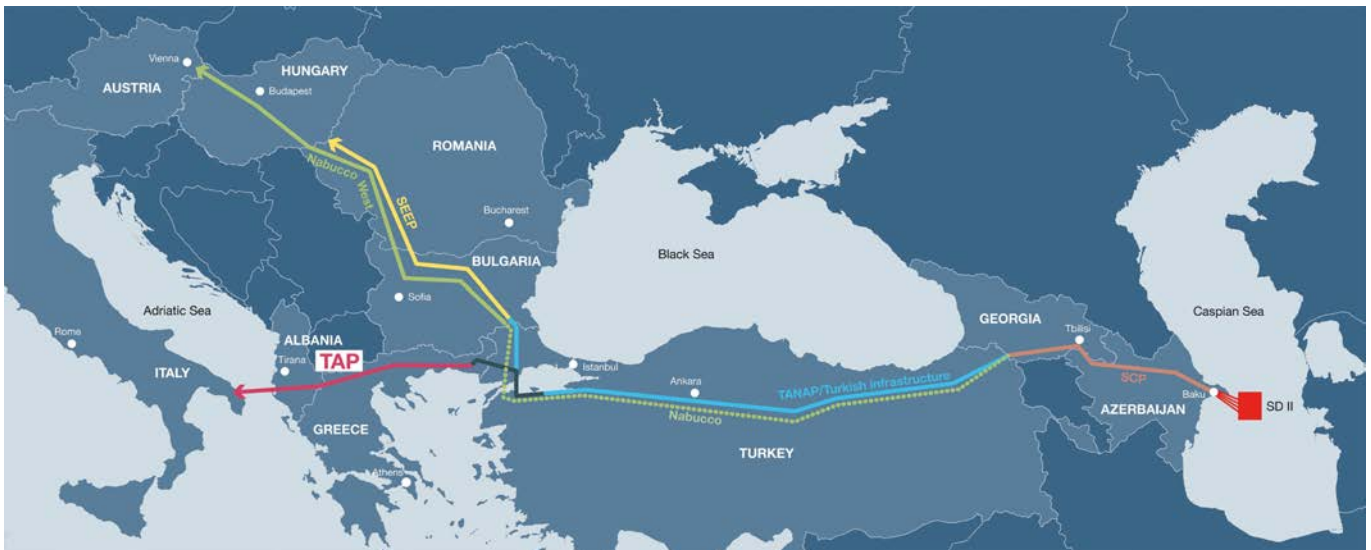 Vienna
HUNGARY
AUSTRIA
Budapest
ROMANIA
Nabucco West
SEEP
Bucharest
Black Sea
BULGARIA
Sofia
Adriatic Sea
Caspian Sea
GEORGIA
Tbilisi
Rome
ALBANIA
Tirana
TAP
ITALY
Istanbul
Ankara
TANAP/Turkish infrastructure
SCP
Baku
SD II
AZERBAIJAN
Nabucco
GREECE
TURKEY
Athens